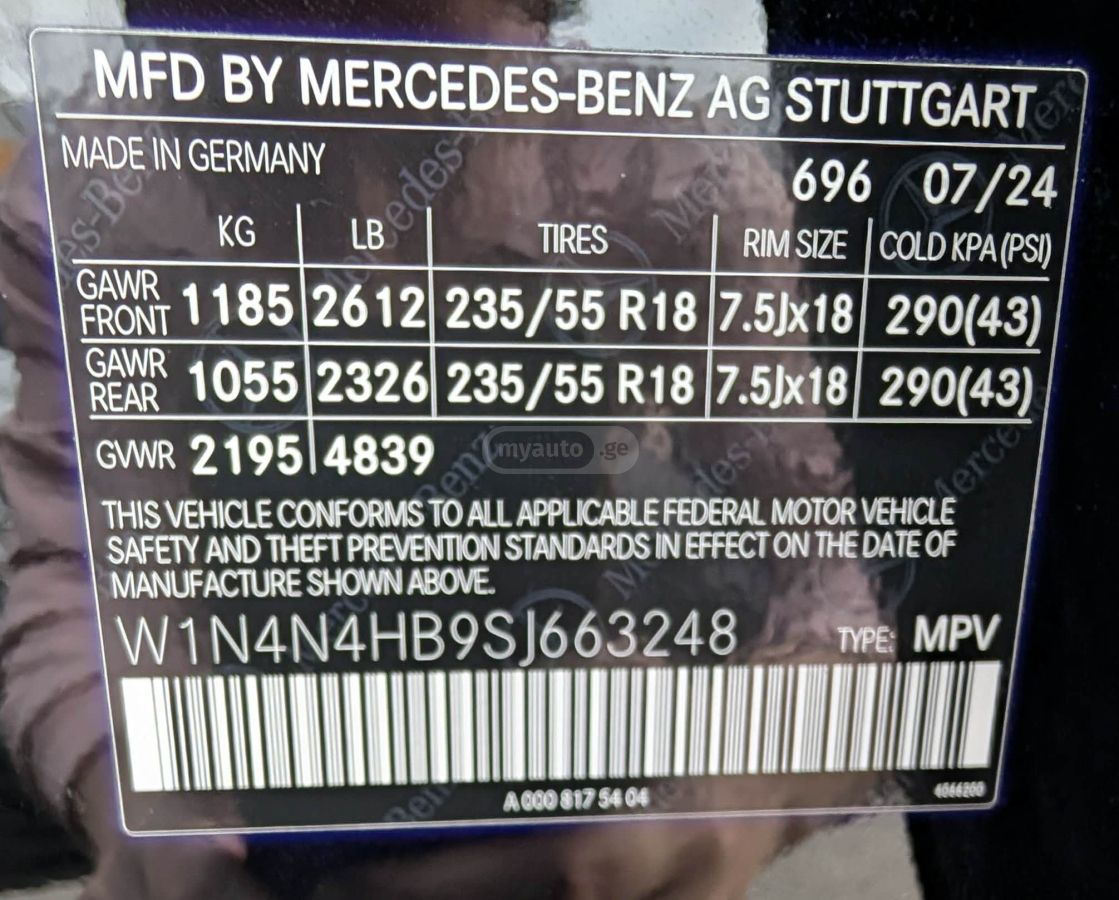 MFD BY MERCEDES-BENZ AG STUTTGART
MADE IN GERMANY
696 07/24
KG LB TIRES RIM SIZE COLD KPA (PSI)
GAWR FRONT 1185 2612 235/55 R18 7.5Jx18 290(43)
GAWR REAR 1055 2326 235/55 R18 7.5Jx18 290(43)
GVWR 2195 4839
myauto.ge
THIS VEHICLE CONFORMS TO ALL APPLICABLE FEDERAL MOTOR VEHICLE
SAFETY AND THEFT PREVENTION STANDARDS IN EFFECT ON THE DATE OF
MANUFACTURE SHOWN ABOVE.
W1N4N4HB9SJ663248 TYPE: MPV
A 000 817 54 04